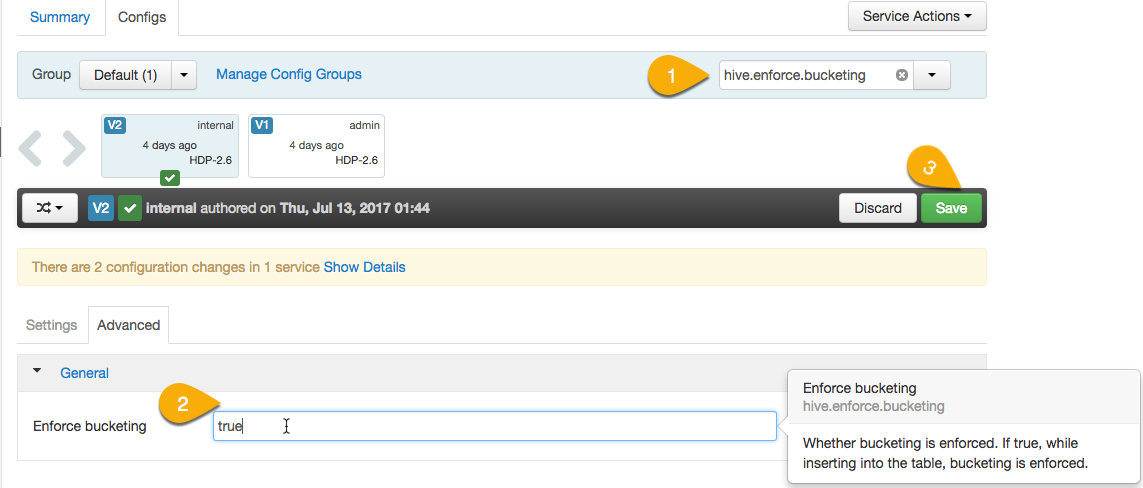 Summary
Configs
Service Actions
Group
Default (1)
Manage Config Groups
1
hive.enforce.bucketing
V2
internal
4 days ago
HDP-2.6
V1
admin
4 days ago
HDP-2.6
3
V2
internal authored on Thu, Jul 13, 2017 01:44
Discard
Save
There are 2 configuration changes in 1 service Show Details
Settings
Advanced
General
2
Enforce bucketing
true
Enforce bucketing
hive.enforce.bucketing
Whether bucketing is enforced. If true, while
inserting into the table, bucketing is enforced.